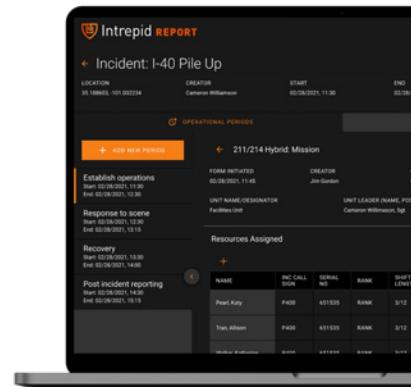 Intrepid REPORT
← Incident: I-40 Pile Up
LOCATION CREATOR START END
35.188603, -101.032234 Cameron Williamson 02/28/2021, 11:30 02/28/
OPERATIONAL PERIODS
+ ADD NEW PERIOD
← 211/214 Hybrid: Mission
FORM INITIATED CREATOR
02/28/2021, 11:45 Jim Gordon
Establish operations
Start: 02/28/2021, 11:30
End: 02/28/2021, 12:30
UNIT NAME/DESIGNATOR UNIT LEADER (NAME, POS
Facilities Unit Cameron Willimason, Sgt
Response to scene
Start: 02/28/2021, 12:30
End: 02/28/2021, 13:15
Resources Assigned
+
Recovery
Start: 02/28/2021, 13:30
End: 02/28/2021, 14:00
Post incident reporting
Start: 02/28/2021, 14:30
End: 02/28/2021, 15:15
NAME INC CALL SIGN SERIAL NO RANK SHIFT LENGT
Pearl, Katy P400 651535 RANK 3/12
Tran, Allison P400 651535 RANK 3/12